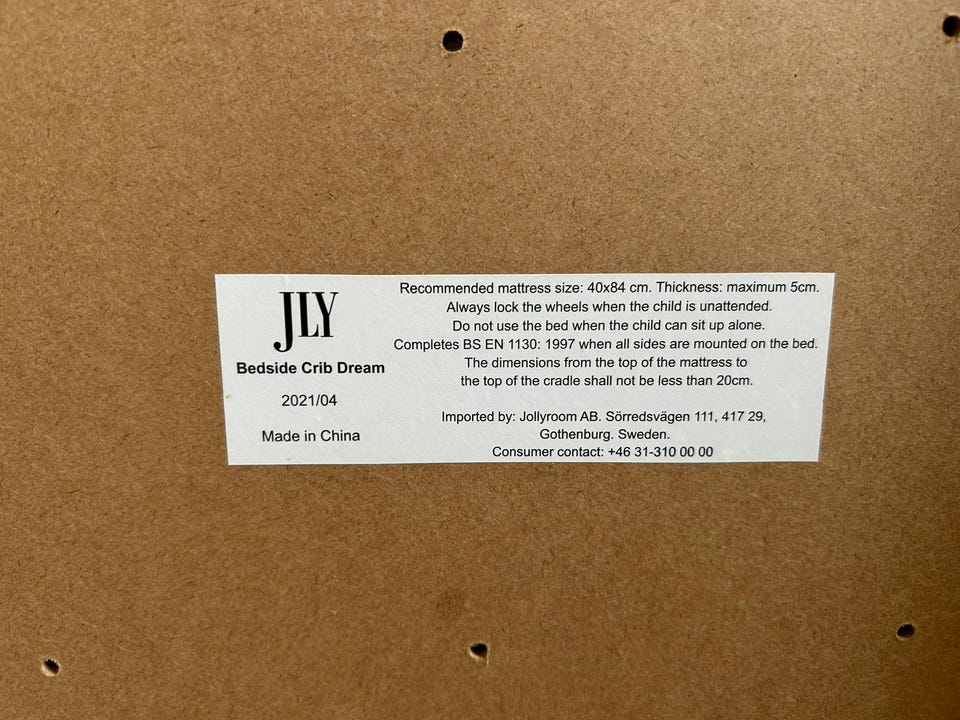 JLY
Bedside Crib Dream
2021/04
Made in China
Recommended mattress size: 40x84 cm. Thickness: maximum 5cm.
Always lock the wheels when the child is unattended.
Do not use the bed when the child can sit up alone.
Completes BS EN 1130: 1997 when all sides are mounted on the bed.
The dimensions from the top of the mattress to
the top of the cradle shall not be less than 20cm.
Imported by: Jollyroom AB. Sörredsvägen 111, 417 29,
Gothenburg. Sweden.
Consumer contact: +46 31-310 00 00